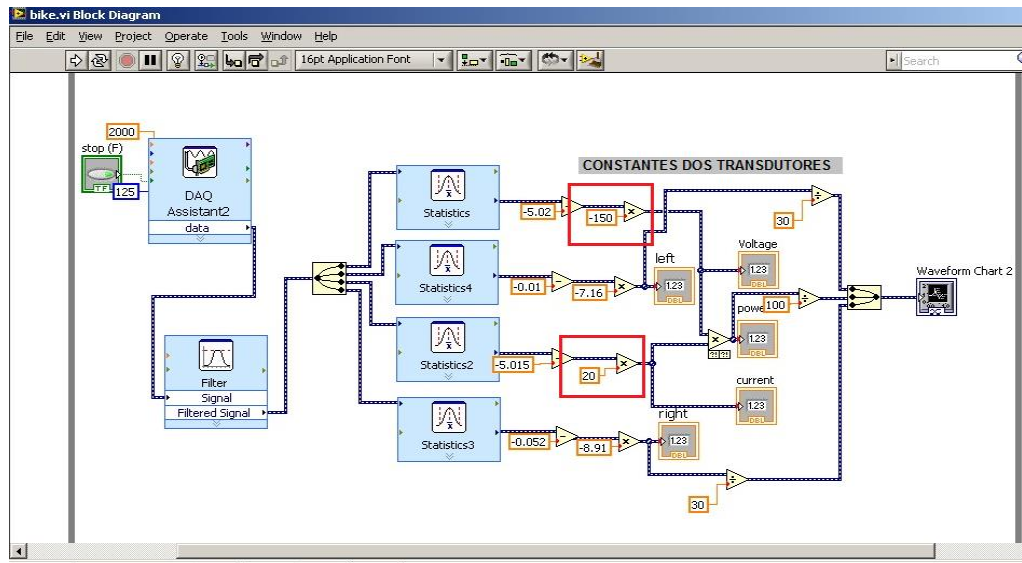 bike.vi Block Diagram
File Edit View Project Operate Tools Window Help
16pt Application Font
Search
2000
stop (F)
TF
125
DAQ
Assistant2
data
CONSTANTES DOS TRANSDUTORES
Statistics
-5.02
-150
30
Statistics4
-0.01
-7.16
left
1.23
DBL
Voltage
1.23
DBL
Waveform Chart 2
100
power
1.23
DBL
?! ?!
Filter
Signal
Filtered Signal
Statistics2
-5.015
20
current
1.23
DBL
Statistics3
-0.052
-8.91
right
1.23
DBL
30